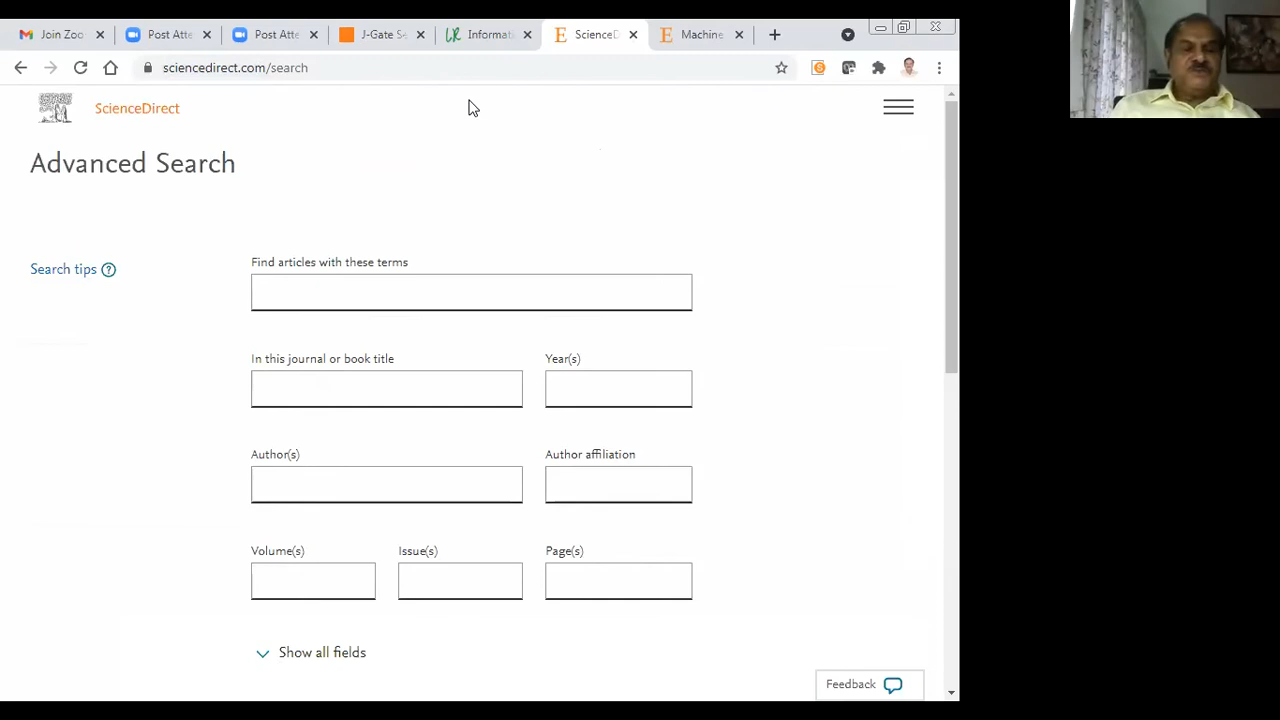 Join Zoo
Post Atte
Post Atte
J-Gate Se
Informati
ScienceD
Machine
sciencedirect.com/search
ScienceDirect
Advanced Search
Search tips ?
Find articles with these terms
In this journal or book title
Year(s)
Author(s)
Author affiliation
Volume(s)
Issue(s)
Page(s)
Show all fields
Feedback